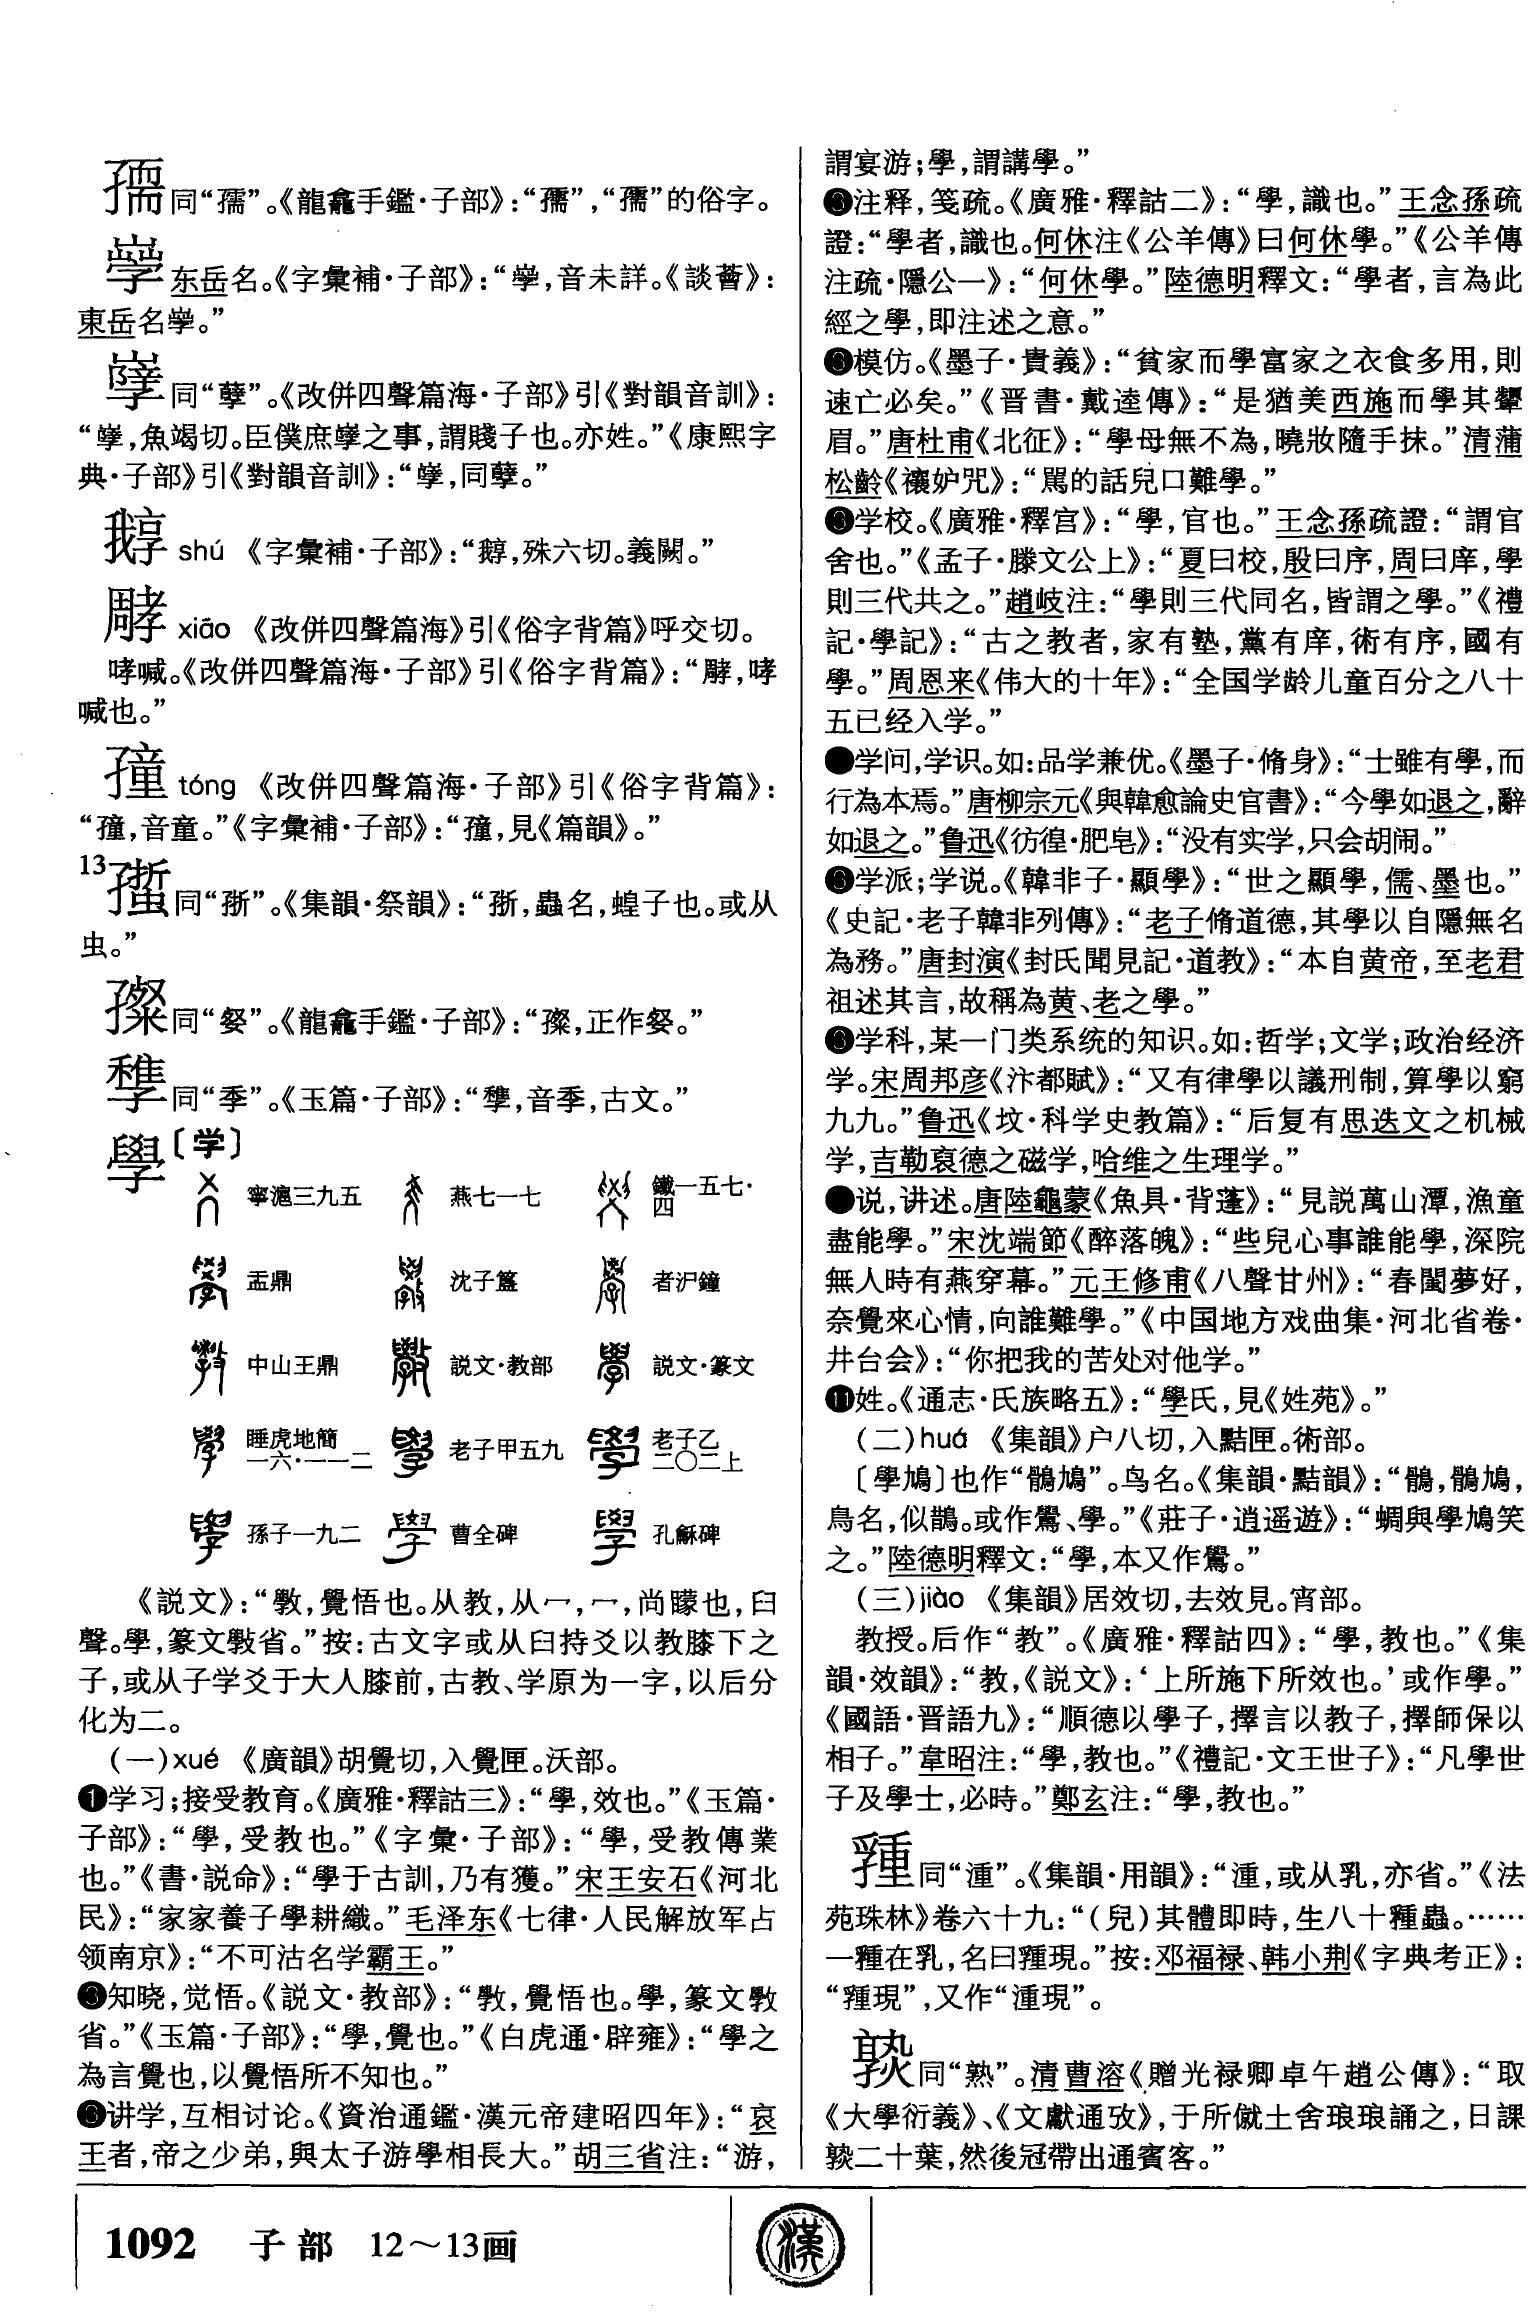 同“孺”。《龍龕手鑑·子部》：“孺”，“孺”的俗字。
东岳名。《字彙補·子部》：“，音未詳。《談薈》：
東岳名。”
同“孽”。《改併四聲篇海·子部》引《對韻音訓》：
“，魚竭切。臣僕庶之事，謂賤子也。亦姓。”《康熙字
典·子部》引《對韻音訓》：“，同孽。”
shú 《字彙補·子部》：“，殊六切。義闕。”
xiāo 《改併四聲篇海》引《俗字背篇》呼交切。
哮喊。《改併四聲篇海·子部》引《俗字背篇》：“，哮
喊也。”
tóng 《改併四聲篇海·子部》引《俗字背篇》：
“，音童。”《字彙補·子部》：“，見《篇韻》。”
13
同“”。《集韻·祭韻》：“，蟲名，蝗子也。或从
虫。”
同“㛑”。《龍龕手鑑·子部》：“，正作㛑。”
同“季”。《玉篇·子部》：“，音季，古文。”
學〔学〕
寧滬三九五 燕七一七 鐵一五七·四
盂鼎 沈子簋 者沪鐘
中山王鼎 説文·教部 説文·篆文
睡虎地簡一六·一一二 老子甲五九 老子乙二〇二上
孫子一九二 曹全碑 孔龢碑
《説文》：“斆，覺悟也。从教，从冖，冖，尚矇也，臼
聲。學，篆文斆省。”按：古文字或从臼持爻以教膝下之
子，或从子学爻于大人膝前，古教、学原为一字，以后分
化为二。
（一）xué 《廣韻》胡覺切，入覺匣。沃部。
❶学习；接受教育。《廣雅·釋詁三》：“學，效也。”《玉篇·
子部》：“學，受教也。”《字彙·子部》：“學，受教傳業
也。”《書·説命》：“學于古訓，乃有獲。”宋王安石《河北
民》：“家家養子學耕織。”毛泽东《七律·人民解放军占
领南京》：“不可沽名学霸王。”
❸知晓，觉悟。《説文·教部》：“斆，覺悟也。學，篆文斆
省。”《玉篇·子部》：“學，覺也。”《白虎通·辟雍》：“學之
為言覺也，以覺悟所不知也。”
❸讲学，互相讨论。《資治通鑑·漢元帝建昭四年》：“哀
王者，帝之少弟，與太子游學相長大。”胡三省注：“游，
謂宴游；學，謂講學。”
❸注释，笺疏。《廣雅·釋詁二》：“學，識也。”王念孫疏
證：“學者，識也。何休注《公羊傳》曰何休學。”《公羊傳
注疏·隱公一》：“何休學。”陸德明釋文：“學者，言為此
經之學，即注述之意。”
❸模仿。《墨子·貴義》：“貧家而學富家之衣食多用，則
速亡必矣。”《晋書·戴逵傳》：“是猶美西施而學其顰
眉。”唐杜甫《北征》：“學母無不為，曉妝隨手抹。”清蒲
松齡《禳妒咒》：“駡的話兒口難學。”
❸学校。《廣雅·釋宫》：“學，官也。”王念孫疏證：“謂官
舍也。”《孟子·滕文公上》：“夏曰校，殷曰序，周曰庠，學
則三代共之。”趙岐注：“學則三代同名，皆謂之學。”《禮
記·學記》：“古之教者，家有塾，黨有庠，術有序，國有
學。”周恩来《伟大的十年》：“全国学龄儿童百分之八十
五已经入学。”
●学问，学识。如：品学兼优。《墨子·脩身》：“士雖有學，而
行為本焉。”唐柳宗元《與韓愈論史官書》：“今學如退之，辭
如退之。”鲁迅《彷徨·肥皂》：“没有实学，只会胡闹。”
❸学派；学说。《韓非子·顯學》：“世之顯學，儒、墨也。”
《史記·老子韓非列傳》：“老子脩道德，其學以自隱無名
為務。”唐封演《封氏聞見記·道教》：“本自黄帝，至老君
祖述其言，故稱為黄、老之學。”
❸学科，某一门类系统的知识。如：哲学；文学；政治经济
学。宋周邦彦《汴都賦》：“又有律學以議刑制，算學以窮
九九。”鲁迅《坟·科学史教篇》：“后复有思迭文之机械
学，吉勒裒德之磁学，哈维之生理学。”
●说，讲述。唐陸龜蒙《魚具·背蓬》：“見説萬山潭，漁童
盡能學。”宋沈端節《醉落魄》：“些兒心事誰能學，深院
無人時有燕穿幕。”元王修甫《八聲甘州》：“春閨夢好，
奈覺來心情，向誰難學。”《中国地方戏曲集·河北省卷·
井台会》：“你把我的苦处对他学。”
⓫姓。《通志·氏族略五》：“學氏，見《姓苑》。”
（二）huá 《集韻》户八切，入黠匣。術部。
〔學鳩〕也作“鶻鳩”。鸟名。《集韻·黠韻》：“鶻，鶻鳩，
鳥名，似鵲。或作鷽、學。”《莊子·逍遥遊》：“蜩與學鳩笑
之。”陸德明釋文：“學，本又作鷽。”
（三）jiào 《集韻》居效切，去效見。宵部。
教授。后作“教”。《廣雅·釋詁四》：“學，教也。”《集
韻·效韻》：“教，《説文》：‘上所施下所效也。’或作學。”
《國語·晋語九》：“順德以學子，擇言以教子，擇師保以
相子。”韋昭注：“學，教也。”《禮記·文王世子》：“凡學世
子及學士，必時。”鄭玄注：“學，教也。”
同“湩”。《集韻·用韻》：“湩，或从乳，亦省。”《法
苑珠林》卷六十九：“（兒）其體即時，生八十種蟲。……
一種在乳，名曰現。”按：邓福禄、韩小荆《字典考正》：
“現”，又作“湩現”。
同“熟”。清曹溶《贈光禄卿卓午趙公傳》：“取
《大學衍義》、《文獻通攷》，于所僦土舍琅琅誦之，日課
二十葉，然後冠帶出通賓客。”
1092 子部 12～13画
漢